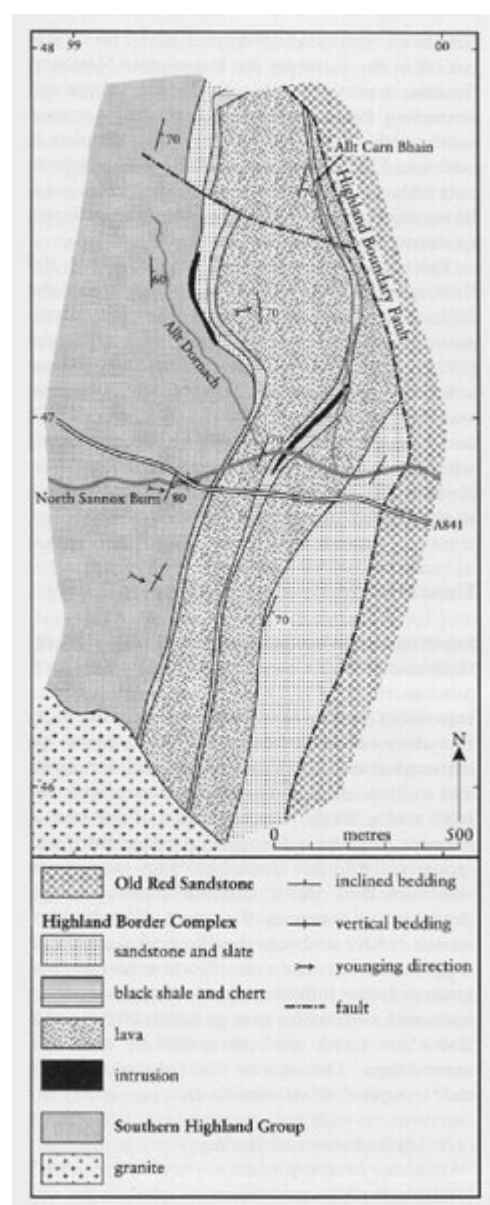 48
99
00
70
Allt Carn Bhain
Highland Boundary Fault
60
70
Allt Dornach
47
70
North Sannox Burn
80
A841
70
N
46
0 metres 500
Old Red Sandstone
inclined bedding
Highland Border Complex
vertical bedding
sandstone and slate
younging direction
black shale and chert
fault
lava
intrusion
Southern Highland Group
granite